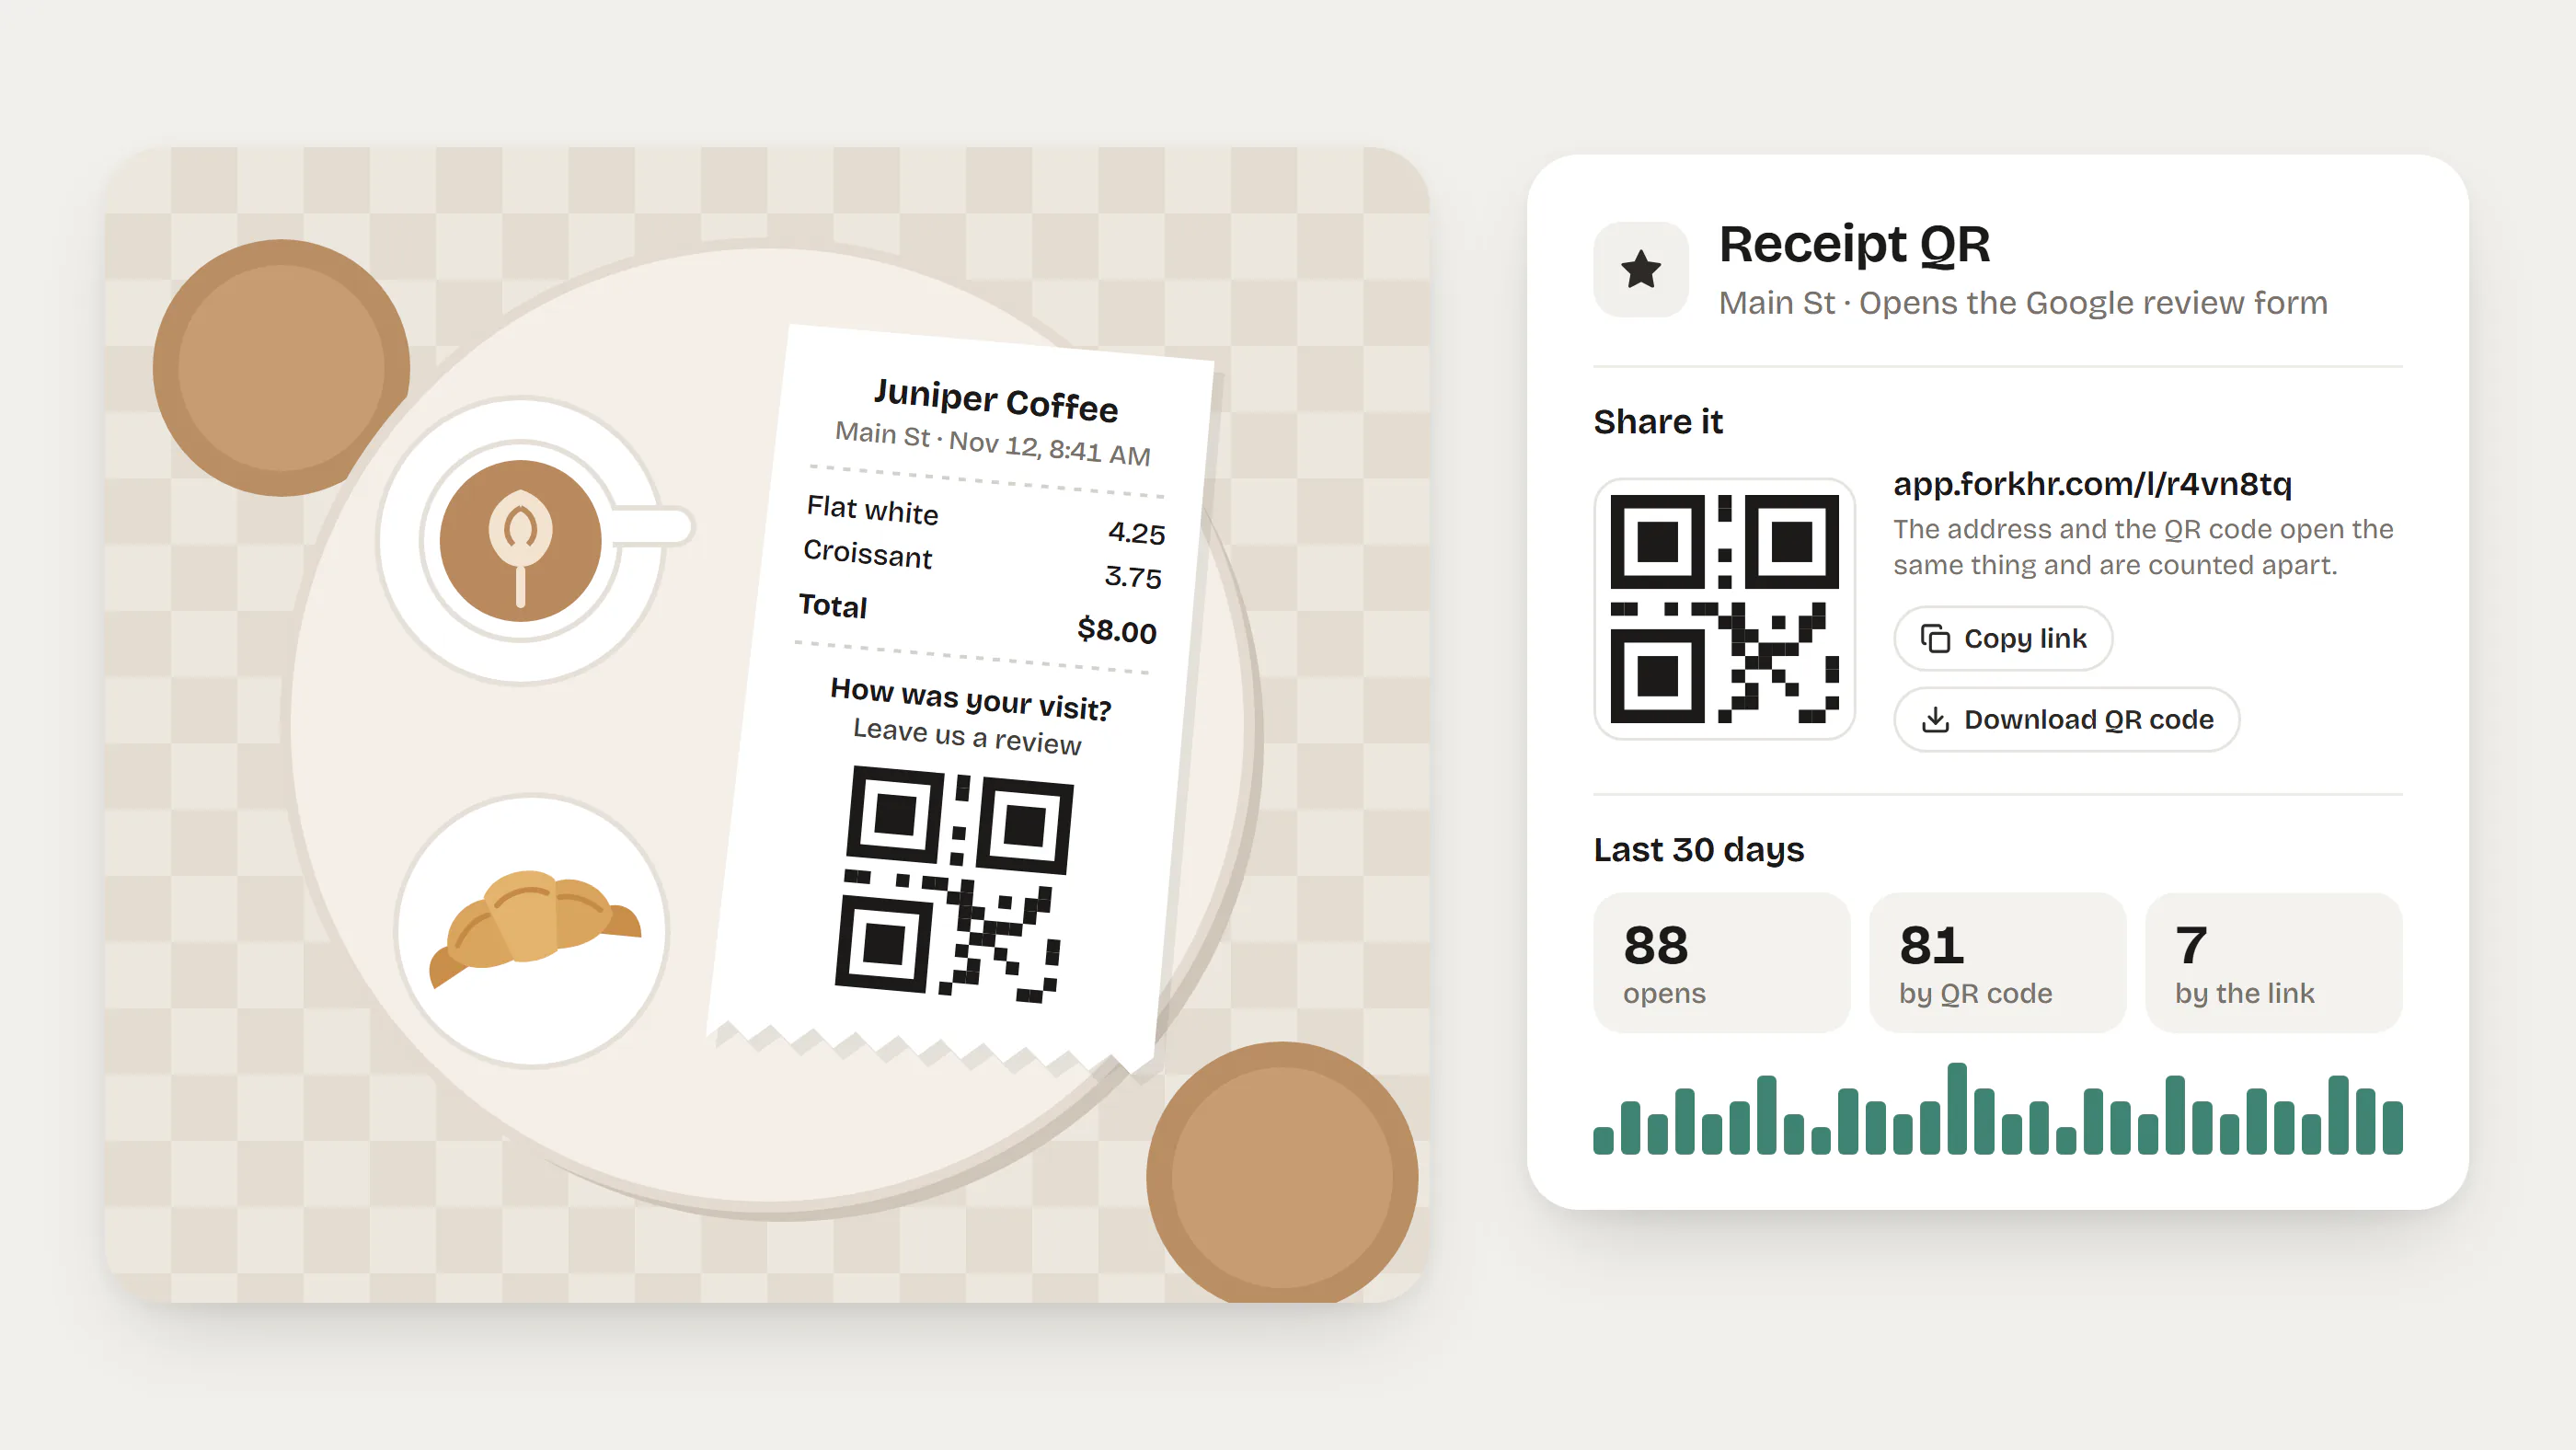 Juniper Coffee
Main St · Nov 12, 8:41 AM
Flat white 4.25
Croissant 3.75
Total $8.00
How was your visit?
Leave us a review
Receipt QR
Main St · Opens the Google review form
Share it
app.forkhr.com/l/r4vn8tq
The address and the QR code open the
same thing and are counted apart.
Copy link
Download QR code
Last 30 days
88 81 7
opens by QR code by the link